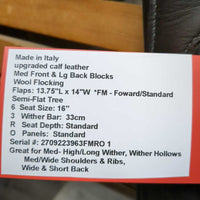 Made in Italy
upgraded calf leather
Med Front & Lg Back Blocks
Wool Flocking
Flaps: 13.75"L x 14"W *FM - Foward/Standard
Semi-Flat Tree
6 Seat Size: 16"
3 Wither Bar: 33cm
R Seat Depth: Standard
O Panels: Standard
Serial #: 2709223963FMRO 1
Great for Med- High/Long Wither, Wither Hollows
Med/Wide Shoulders & Ribs,
Wide & Short Back